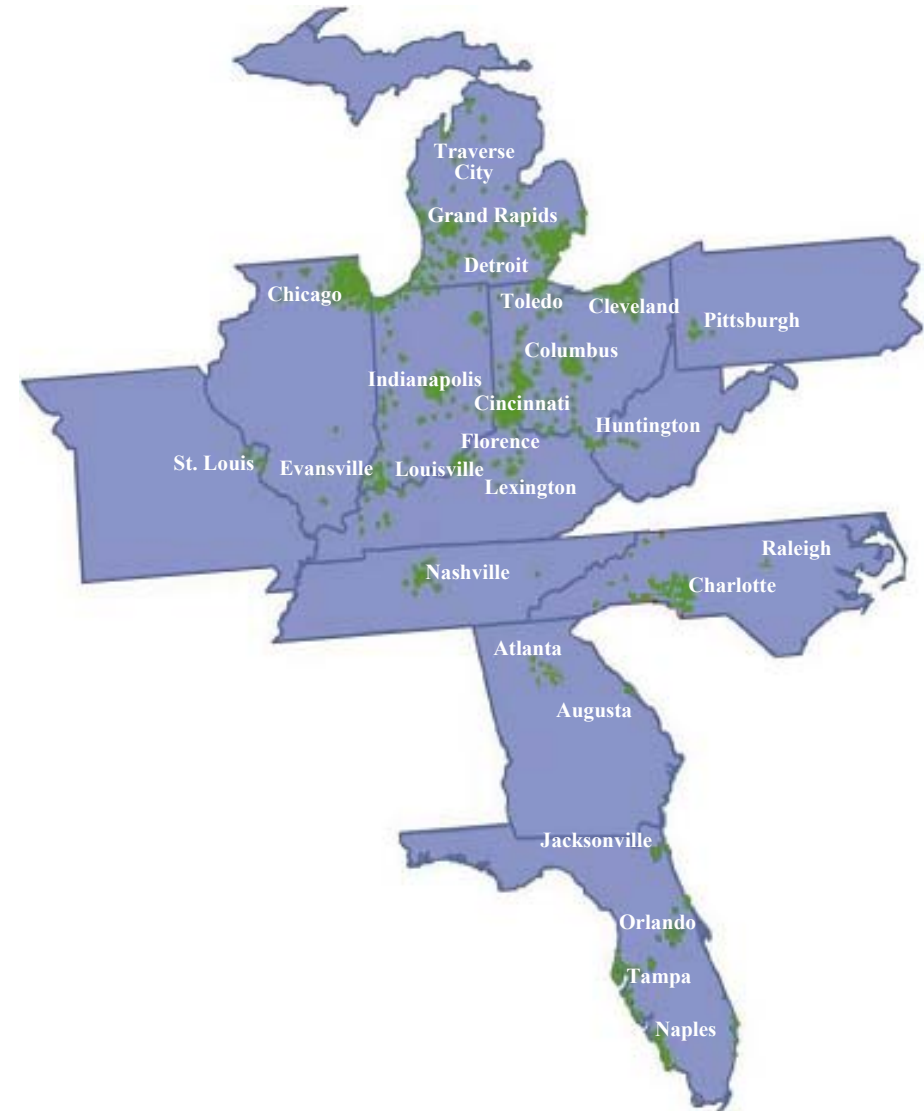 Traverse
City
Grand Rapids
Detroit
Chicago
Toledo
Cleveland
Pittsburgh
Columbus
Indianapolis
Cincinnati
Huntington
Florence
St. Louis
Evansville
Louisville
Lexington
Raleigh
Nashville
Charlotte
Atlanta
Augusta
Jacksonville
Orlando
Tampa
Naples